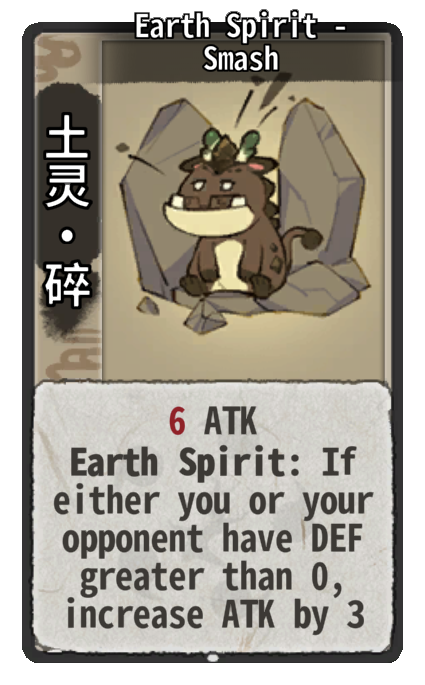 Earth Spirit -
Smash
土灵·碎
6 ATK
Earth Spirit: If
either you or your
opponent have DEF
greater than 0,
increase ATK by 3